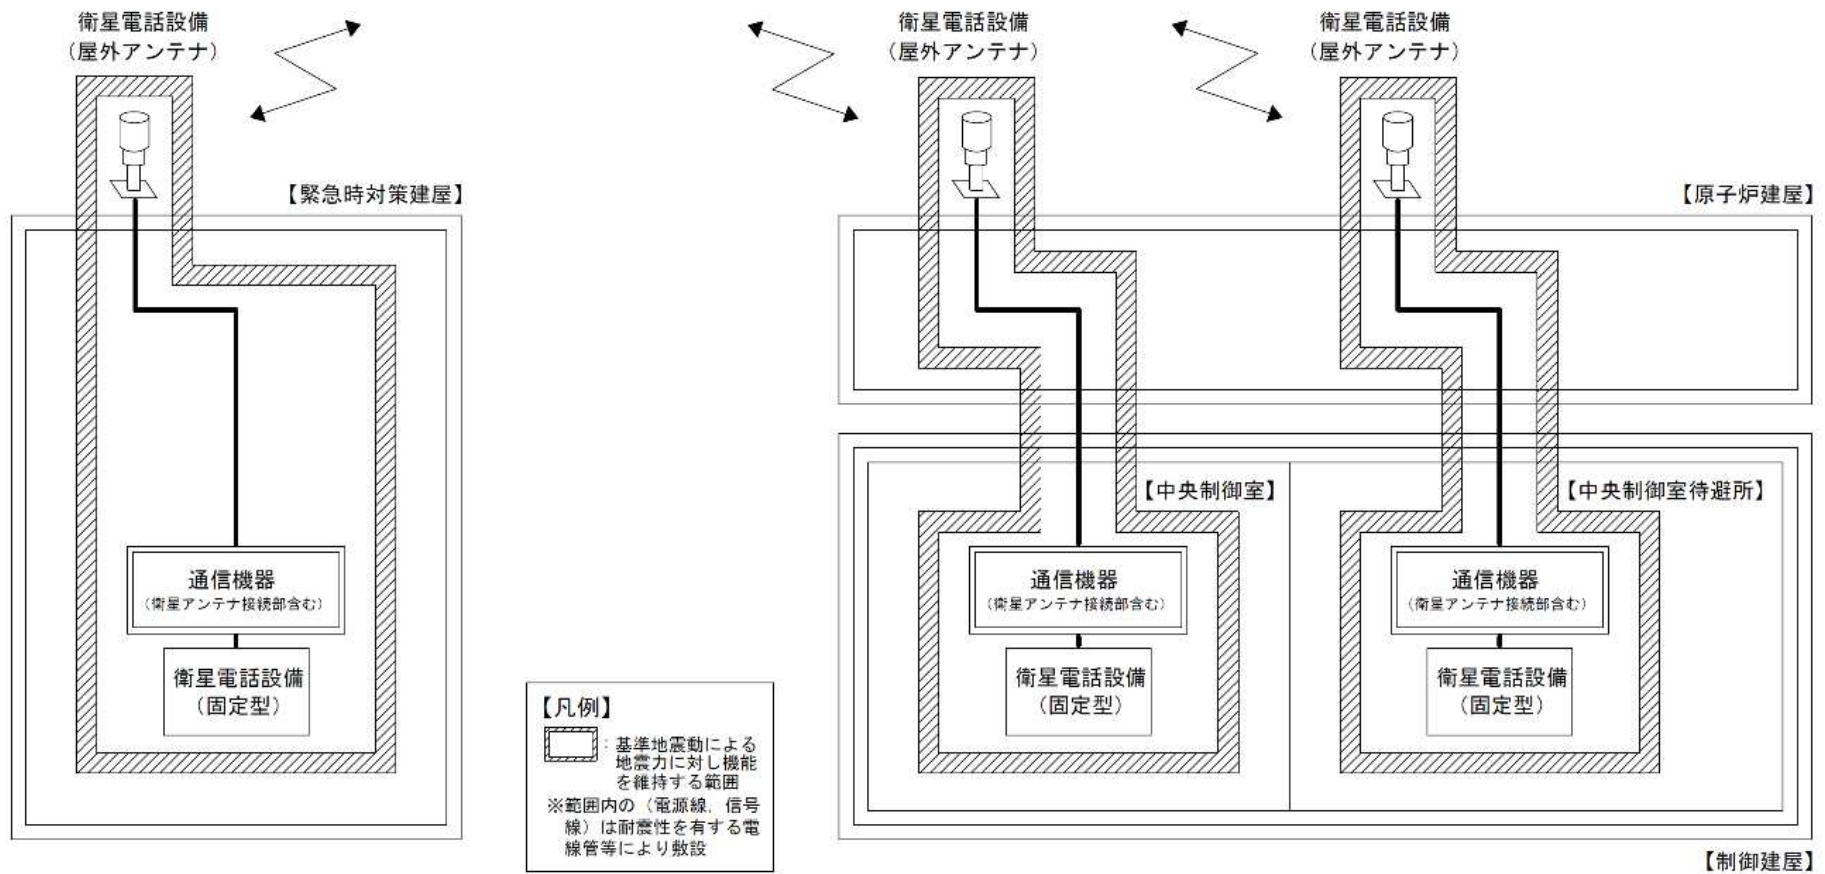 衛星電話設備
（屋外アンテナ）
衛星電話設備
（屋外アンテナ）
衛星電話設備
（屋外アンテナ）
【緊急時対策建屋】
【原子炉建屋】
【中央制御室】
【中央制御室待避所】
通信機器
（衛星アンテナ接続部含む）
衛星電話設備
（固定型）
通信機器
（衛星アンテナ接続部含む）
衛星電話設備
（固定型）
通信機器
（衛星アンテナ接続部含む）
衛星電話設備
（固定型）
【凡例】
：基準地震動による
地震力に対し機能
を維持する範囲
※範囲内の（電源線，信号
線）は耐震性を有する電
線管等により敷設
【制御建屋】